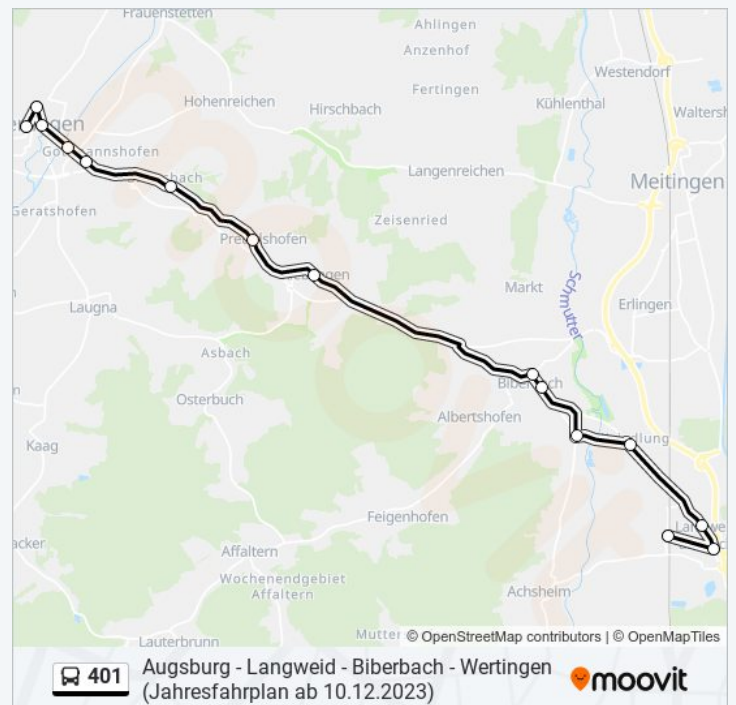 Frauenstetten
Ahlingen
Anzenhof
Fertingen
Westendorf
Kühlenthal
Hohenreichen
Hirschbach
Langenreichen
Meitingen
Geratshofen
Zeisenried
Markt
Schmutter
Erlingen
Laugna
Asbach
Osterbuch
Albertshofen
Kaag
Feigenhofen
Affaltern
Wochenendgebiet
Affaltern
Achsheim
Lauterbrunn
© OpenStreetMap contributors | © OpenMapTiles
401
Augsburg - Langweid - Biberbach - Wertingen
(Jahresfahrplan ab 10.12.2023)
moovit